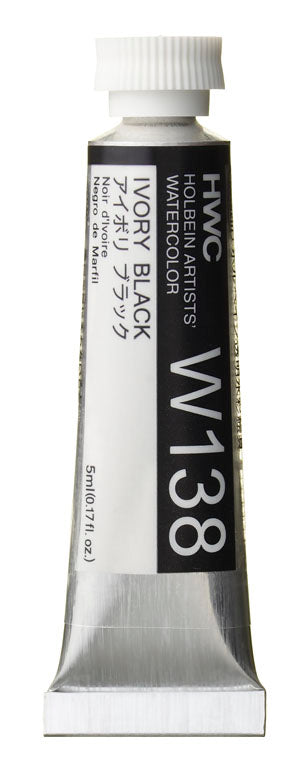 HWC
HOLBEIN ARTISTS'
WATERCOLOR
W138
IVORY BLACK
アイボリ ブラック
Noir d'Ivoire
Negro de Marfil
5ml(0.17fl. oz.)